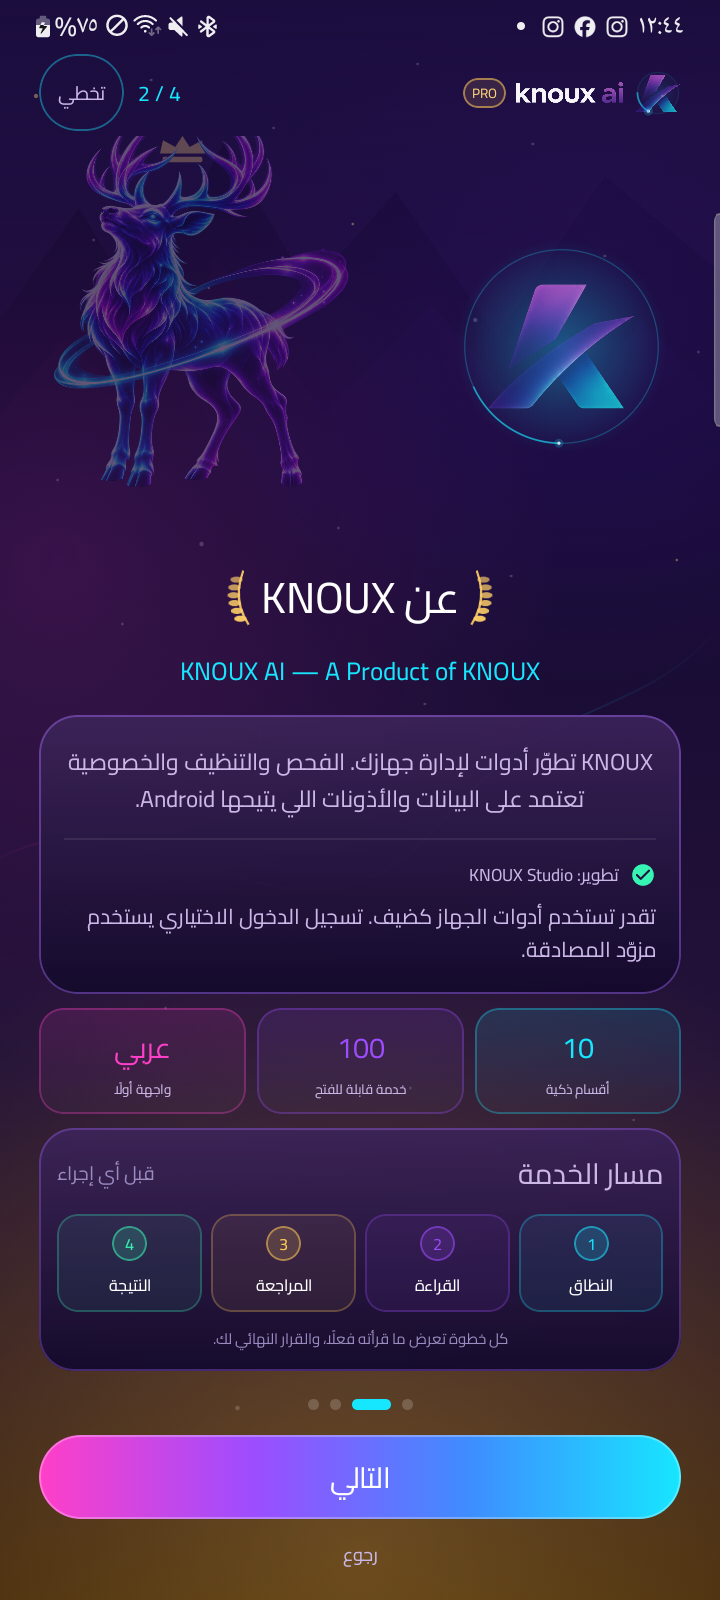 ١٢:٤٤
%٧٥
knoux ai PRO
2 / 4
تخطي
عن KNOUX
KNOUX AI — A Product of KNOUX
KNOUX تطوّر أدوات لإدارة جهازك. الفحص والتنظيف والخصوصية
تعتمد على البيانات والأذونات اللي يتيحها Android.
تطوير: KNOUX Studio
تقدر تستخدم أدوات الجهاز كضيف. تسجيل الدخول الاختياري يستخدم
مزوّد المصادقة.
10
أقسام ذكية
100
خدمة قابلة للفتح
عربي
واجهة أولًا
مسار الخدمة
قبل أي إجراء
1
النطاق
2
القراءة
3
المراجعة
4
النتيجة
كل خطوة تعرض ما قرأته فعلًا، والقرار النهائي لك.
التالي
رجوع